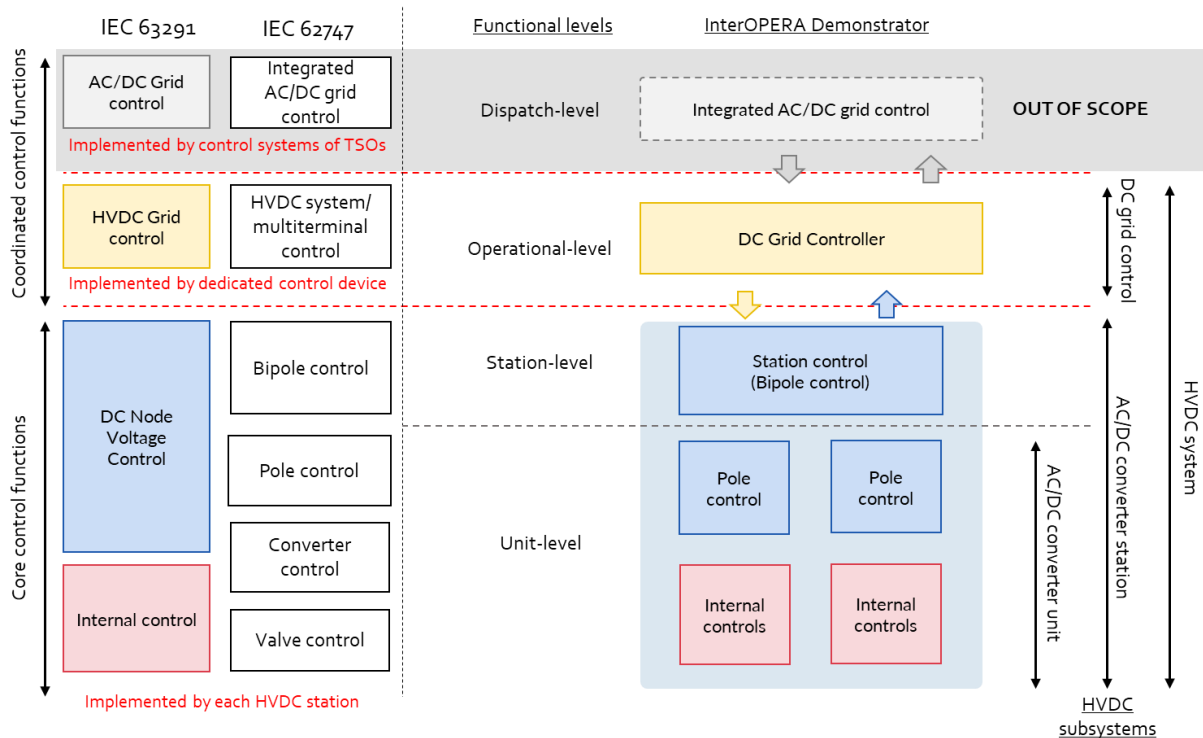 IEC 63291
IEC 62747
Functional levels
InterOPERA Demonstrator
Coordinated control functions
AC/DC Grid
control
Integrated
AC/DC grid
control
Implemented by control systems of TSOs
Dispatch-level
Integrated AC/DC grid control
OUT OF SCOPE
HVDC Grid
control
HVDC system/
multiterminal
control
Implemented by dedicated control device
Operational-level
DC Grid Controller
DC grid control
Core control functions
DC Node
Voltage
Control
Bipole control
Station-level
Station control
(Bipole control)
Pole control
Converter
control
Unit-level
Pole
control
Pole
control
Internal control
Valve control
Internal
controls
Internal
controls
Implemented by each HVDC station
AC/DC converter unit
AC/DC converter station
HVDC system
HVDC
subsystems